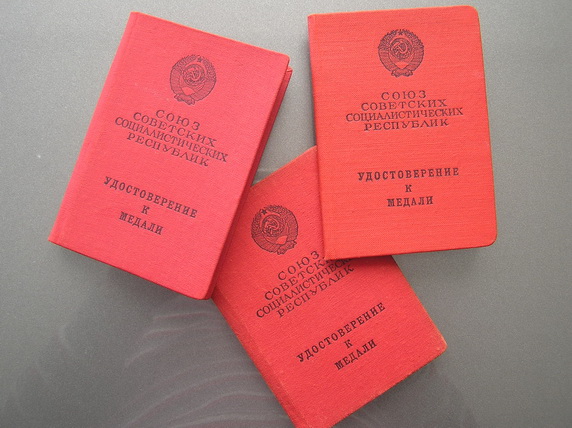 СОЮЗ
СОВЕТСКИХ
СОЦИАЛИСТИЧЕСКИХ
РЕСПУБЛИК
УДОСТОВЕРЕНИЕ
К
МЕДАЛИ
СОЮЗ
СОВЕТСКИХ
СОЦИАЛИСТИЧЕСКИХ
РЕСПУБЛИК
УДОСТОВЕРЕНИЕ
К
МЕДАЛИ
СОЮЗ
СОВЕТСКИХ
СОЦИАЛИСТИЧЕСКИХ
РЕСПУБЛИК
УДОСТОВЕРЕНИЕ
К
МЕДАЛИ